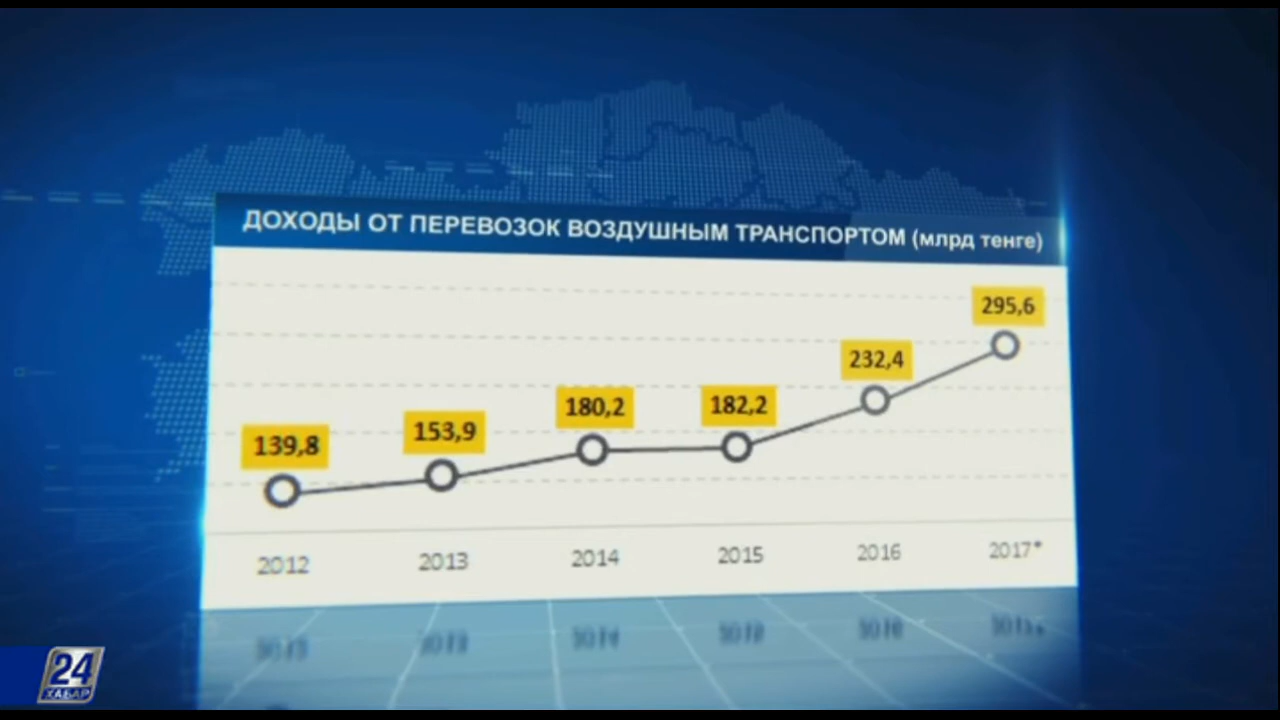 ДОХОДЫ ОТ ПЕРЕВОЗОК ВОЗДУШНЫМ ТРАНСПОРТОМ (млрд тенге)
139,8 153,9 180,2 182,2 232,4 295,6
2012 2013 2014 2015 2016 2017*
24
ХАБАР